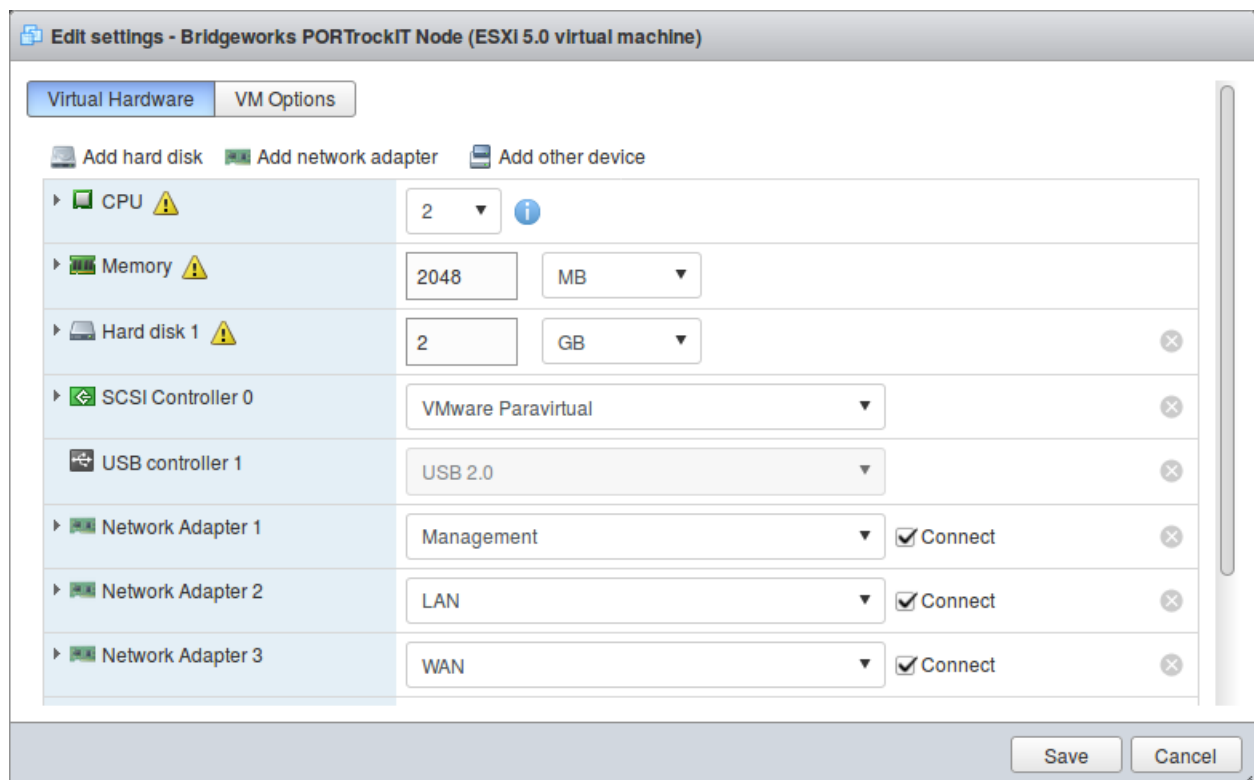 Edit settings - Bridgeworks PORTrockIT Node (ESXi 5.0 virtual machine)
Virtual Hardware VM Options
Add hard disk Add network adapter Add other device
CPU 2
Memory 2048 MB
Hard disk 1 2 GB
SCSI Controller 0 VMware Paravirtual
USB controller 1 USB 2.0
Network Adapter 1 Management Connect
Network Adapter 2 LAN Connect
Network Adapter 3 WAN Connect
Save Cancel